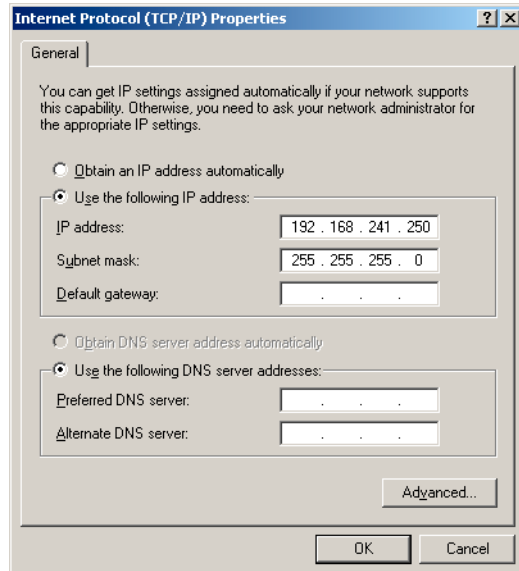 Internet Protocol (TCP/IP) Properties
General
You can get IP settings assigned automatically if your network supports
this capability. Otherwise, you need to ask your network administrator for
the appropriate IP settings.
Obtain an IP address automatically
Use the following IP address:
IP address: 192 . 168 . 241 . 250
Subnet mask: 255 . 255 . 255 . 0
Default gateway: . . .
Obtain DNS server address automatically
Use the following DNS server addresses:
Preferred DNS server: . . .
Alternate DNS server: . . .
Advanced...
OK Cancel